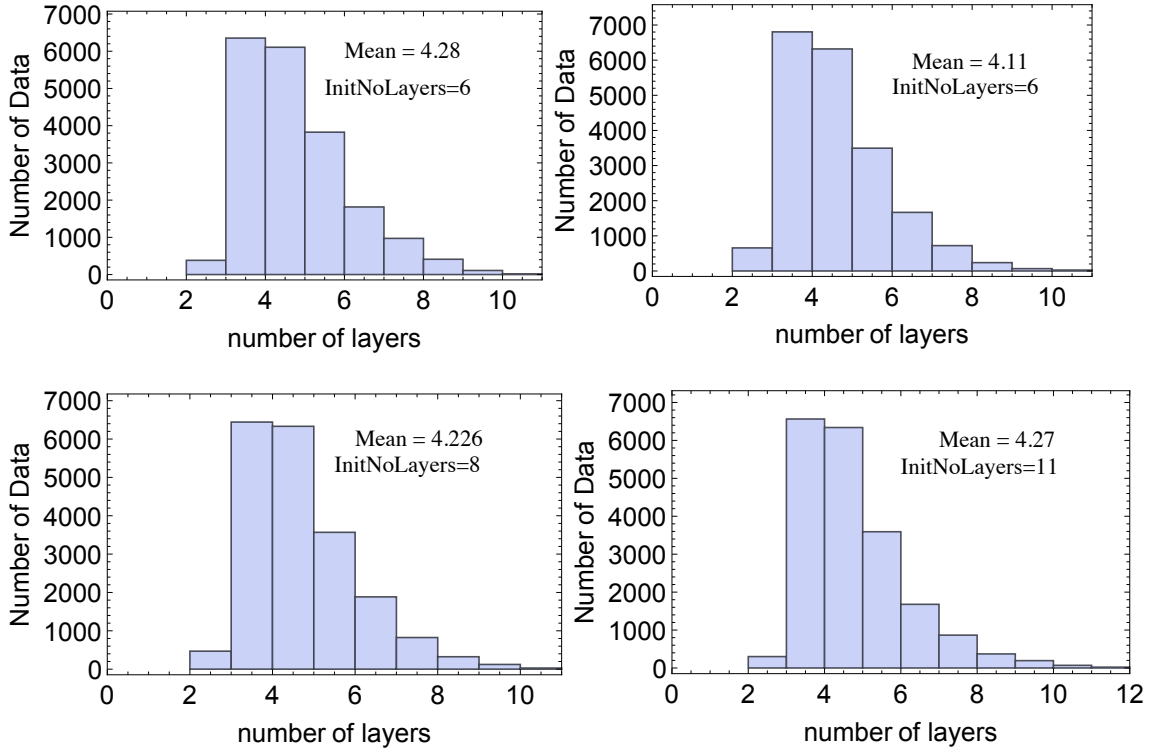 7000
6000
5000
4000
3000
2000
1000
0
Number of Data
Mean = 4.28
InitNoLayers=6
0 2 4 6 8 10
number of layers
7000
6000
5000
4000
3000
2000
1000
0
Number of Data
Mean = 4.11
InitNoLayers=6
0 2 4 6 8 10
number of layers
7000
6000
5000
4000
3000
2000
1000
0
Number of Data
Mean = 4.226
InitNoLayers=8
0 2 4 6 8 10
number of layers
7000
6000
5000
4000
3000
2000
1000
0
Number of Data
Mean = 4.27
InitNoLayers=11
0 2 4 6 8 10 12
number of layers